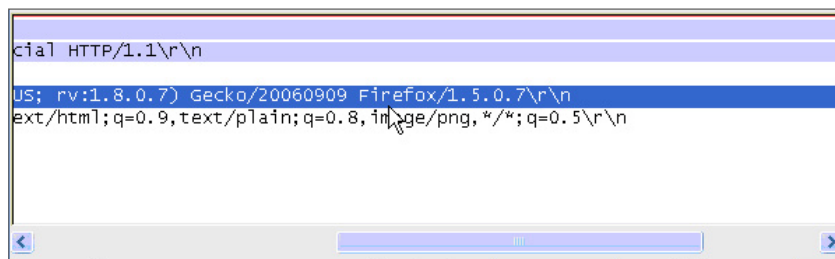 cial HTTP/1.1\r\n
US; rv:1.8.0.7) Gecko/20060909 Firefox/1.5.0.7\r\n
ext/html;q=0.9,text/plain;q=0.8,image/png,*/*;q=0.5\r\n